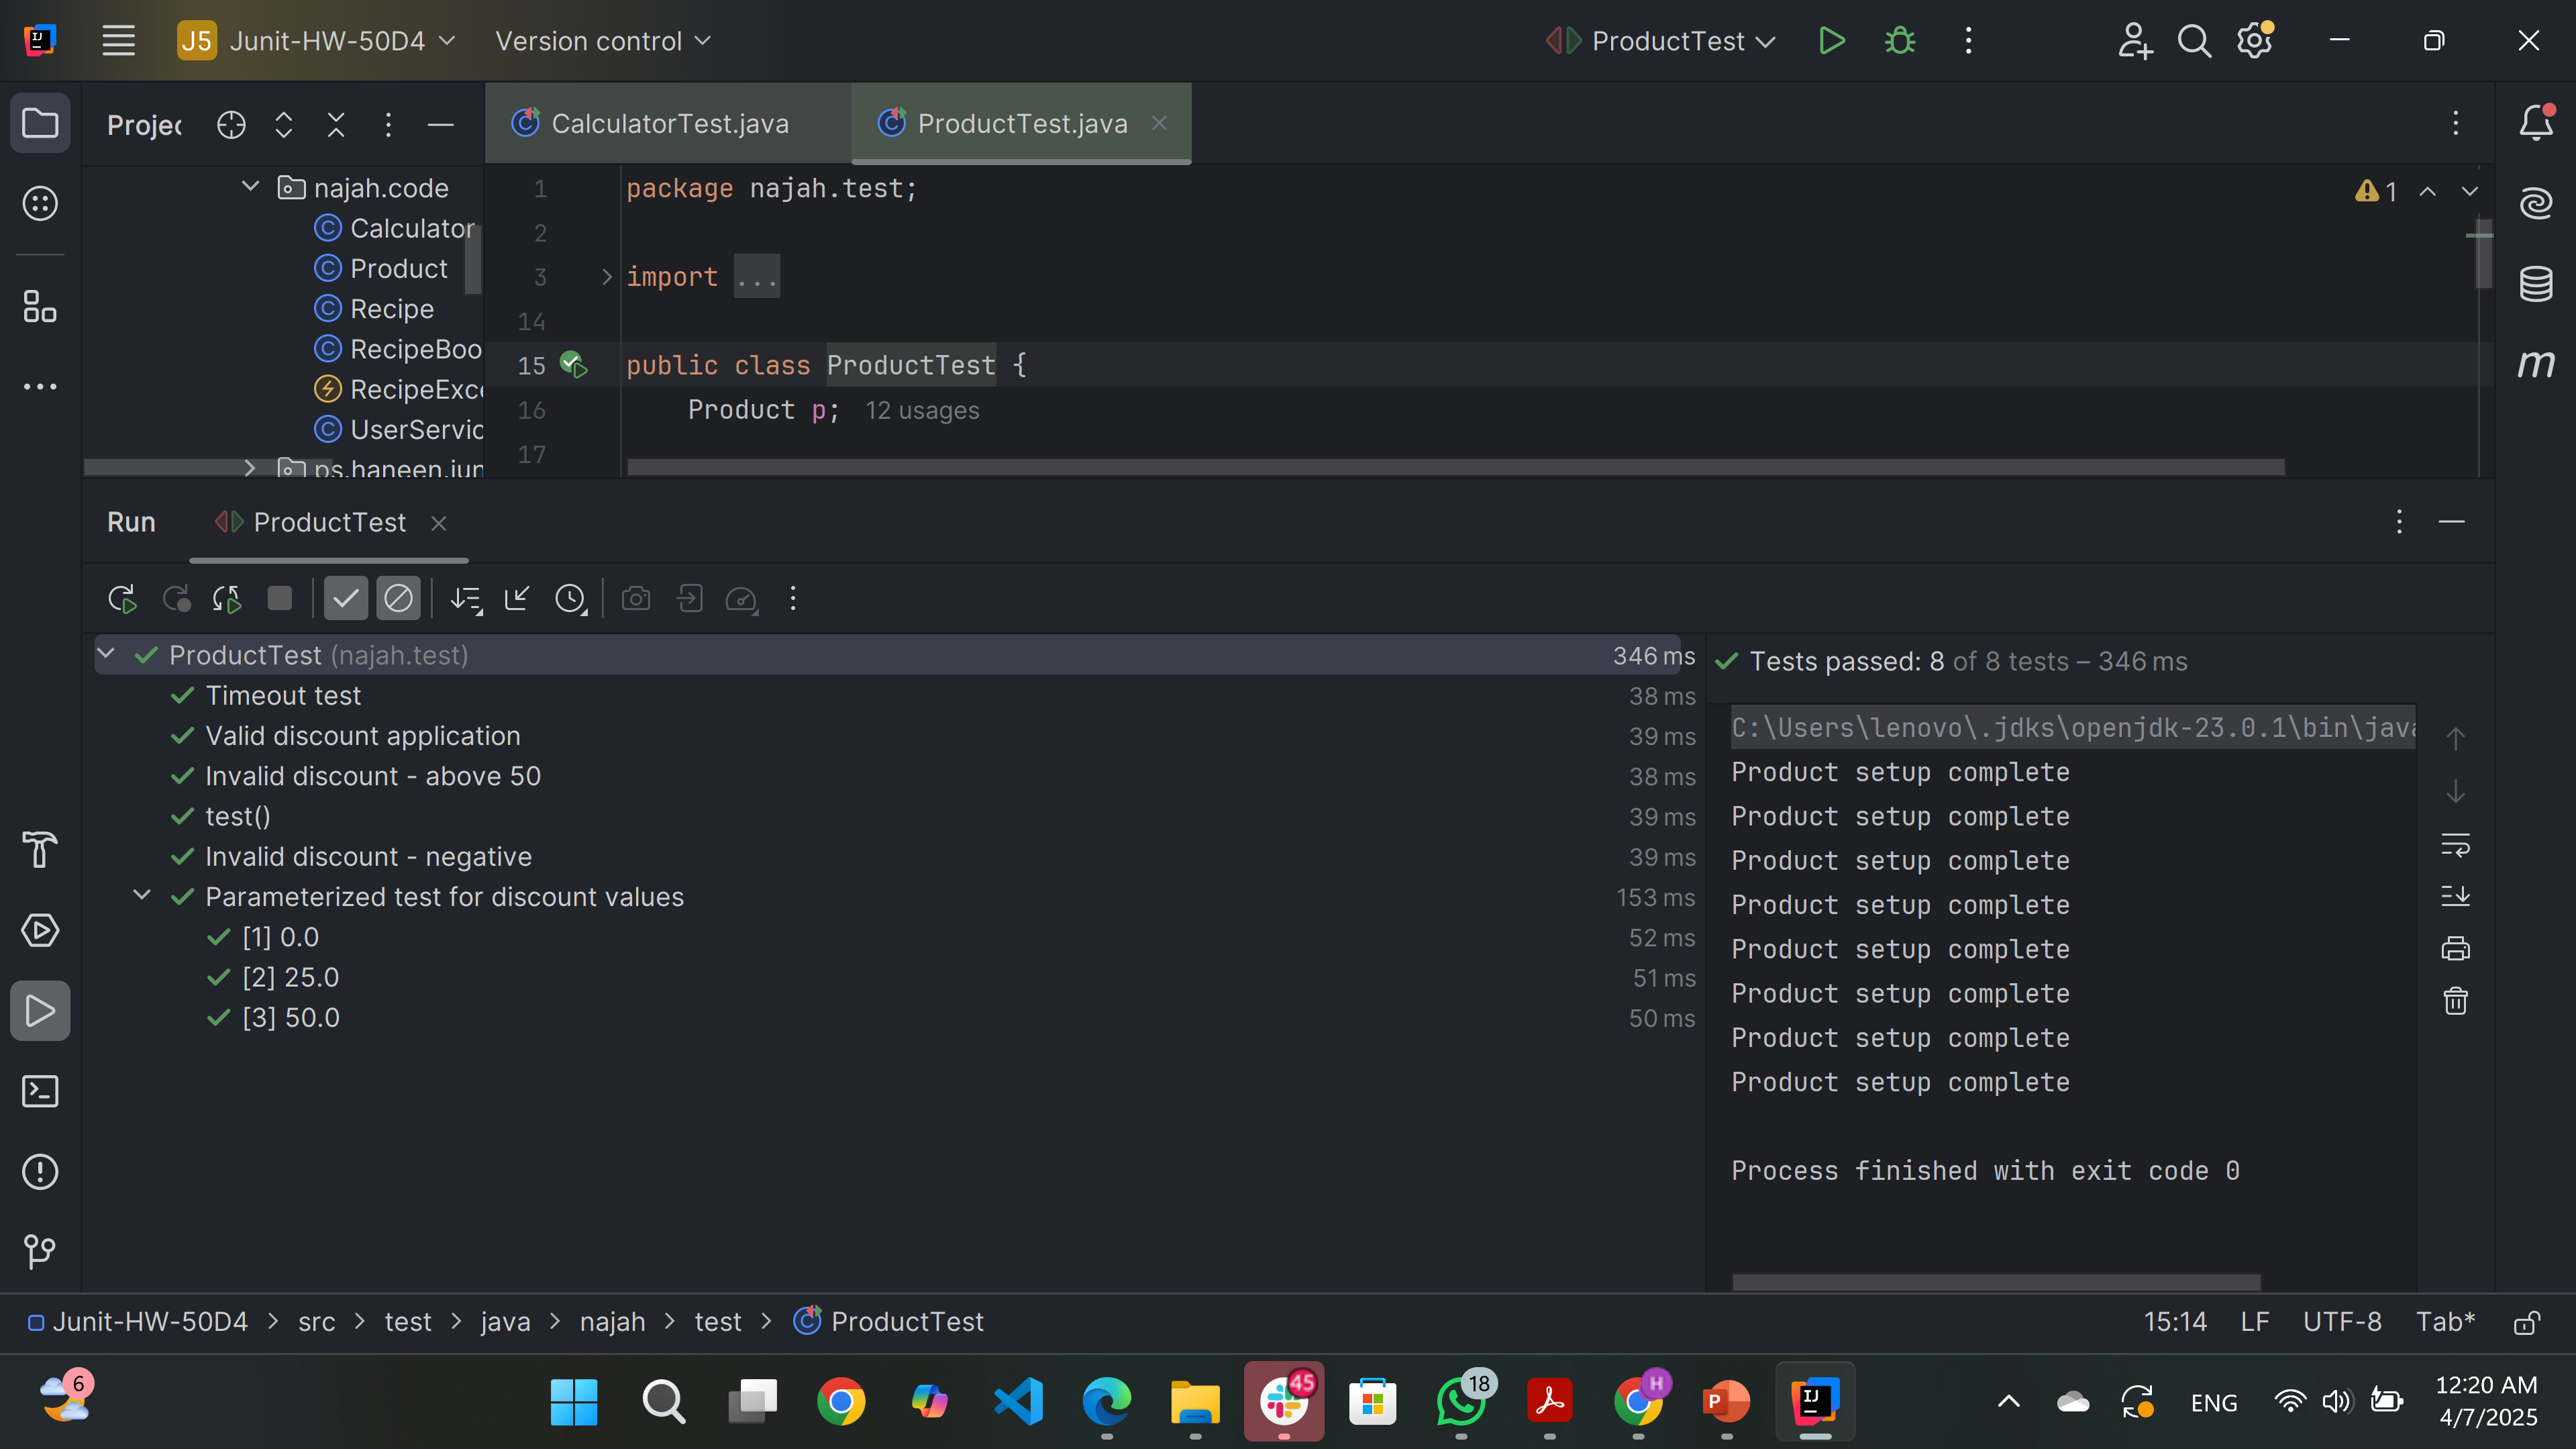 J5 Junit-HW-50D4 Version control ProductTest
Projec
CalculatorTest.java ProductTest.java
najah.code
Calculator
Product
Recipe
RecipeBoo
RecipeExc
UserServic
ps.haneen.jun
1 package najah.test;
2
3 import ...
14
15 public class ProductTest {
16 Product p; 12 usages
17
1
Run ProductTest
ProductTest (najah.test) 346 ms
Timeout test 38 ms
Valid discount application 39 ms
Invalid discount - above 50 38 ms
test() 39 ms
Invalid discount - negative 39 ms
Parameterized test for discount values 153 ms
[1] 0.0 52 ms
[2] 25.0 51 ms
[3] 50.0 50 ms
Tests passed: 8 of 8 tests – 346 ms
C:\Users\lenovo\.jdks\openjdk-23.0.1\bin\java
Product setup complete
Product setup complete
Product setup complete
Product setup complete
Product setup complete
Product setup complete
Product setup complete
Product setup complete
Process finished with exit code 0
Junit-HW-50D4 > src > test > java > najah > test > ProductTest
15:14 LF UTF-8 Tab*
6
45
18
H
ENG
12:20 AM
4/7/2025